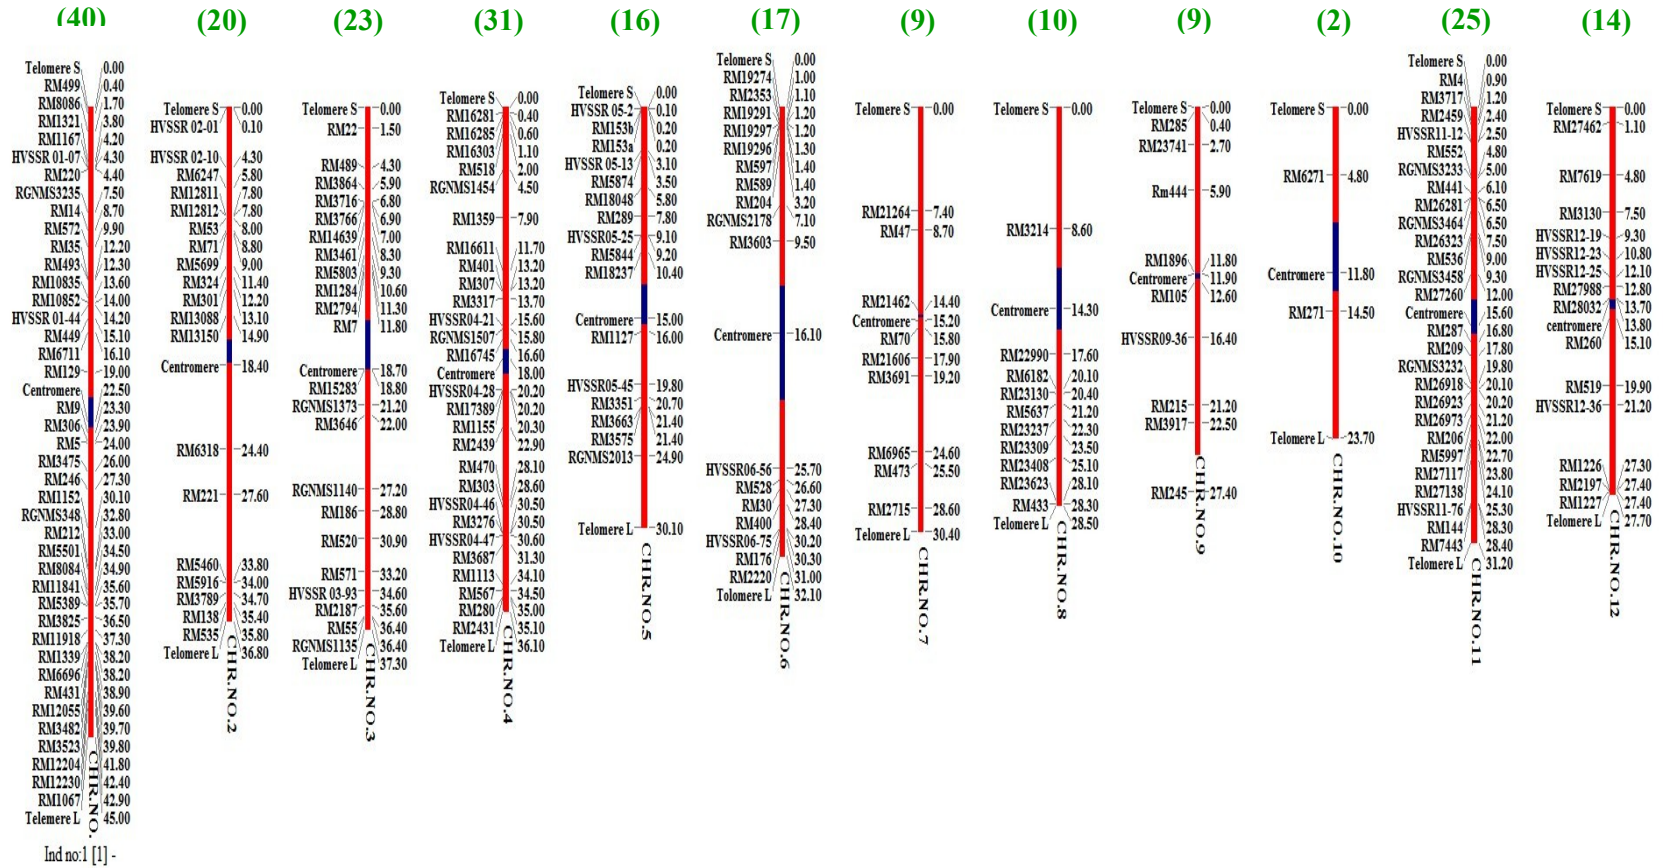 (40) (20) (23) (31) (16) (17) (9) (10) (9) (2) (25) (14)
Telomere S 0.00
RM499 0.40
RM8086 1.70
RM1321 3.80
RM1167 4.20
HVSSR 01-07 4.30
RM220 4.40
RGNMS3235 7.50
RM14 8.70
RM572 9.90
RM35 12.20
RM493 12.30
RM10835 13.60
RM10852 14.00
HVSSR 01-44 14.20
RM449 15.10
RM6711 16.10
RM129 19.00
Centromere 22.50
RM9 23.30
RM306 23.90
RM5 24.00
RM3475 26.00
RM246 27.30
RM1152 30.10
RGNMS348 32.80
RM212 33.00
RM5501 34.50
RM8084 34.90
RM11841 35.60
RM5389 35.70
RM3825 36.50
RM11918 37.30
RM1339 38.20
RM6696 38.20
RM431 38.90
RM12055 39.60
RM3482 39.70
RM3523 39.80
RM12204 41.80
RM12230 42.40
RM1067 42.90
Telemere L 45.00
CHR.NO.
Ind no:1 [1] -
Telomere S 0.00
HVSSR 02-01 0.10
HVSSR 02-10 4.30
RM6247 5.80
RM12811 7.80
RM12812 7.80
RM53 8.00
RM71 8.80
RM5699 9.00
RM324 11.40
RM301 12.20
RM13088 13.10
RM13150 14.90
Centromere 18.40
RM6318 24.40
RM221 27.60
RM5460 33.80
RM5916 34.00
RM3789 34.70
RM138 35.40
RM535 35.80
Telomere L 36.80
CHR.NO.2
Telomere S 0.00
RM22 1.50
RM489 4.30
RM3864 5.90
RM3716 6.80
RM3766 6.90
RM14639 7.00
RM3461 8.30
RM5803 9.30
RM1284 10.60
RM2794 11.30
RM7 11.80
Centromere 18.70
RM15283 18.80
RGNMS1373 21.20
RM3646 22.00
RGNMS1140 27.20
RM186 28.80
RM520 30.90
RM571 33.20
HVSSR 03-93 34.60
RM2187 35.60
RM55 36.40
RGNMS1135 36.40
Telomere L 37.30
CHR.NO.3
Telomere S 0.00
RM16281 0.40
RM16285 0.60
RM16303 1.10
RM518 2.00
RGNMS1454 4.50
RM1359 7.90
RM16611 11.70
RM401 13.20
RM307 13.20
RM3317 13.70
HVSSR04-21 15.60
RGNMS1507 15.80
RM16745 16.60
Centromere 18.00
HVSSR04-28 20.20
RM17389 20.20
RM1155 20.30
RM2439 22.90
RM470 28.10
RM303 28.60
HVSSR04-46 30.50
RM3276 30.50
HVSSR04-47 30.60
RM3687 31.30
RM1113 34.10
RM567 34.50
RM280 35.00
RM2431 35.10
Telomere L 36.10
CHR.NO.4
Telomere S 0.00
HVSSR 05-2 0.10
RM153b 0.20
RM153a 0.20
HVSSR 05-13 3.10
RM5874 3.50
RM18048 5.80
RM289 7.80
HVSSR05-25 9.10
RM5844 9.20
RM18237 10.40
Centromere 15.00
RM1127 16.00
HVSSR05-45 19.80
RM3351 20.70
RM3663 21.40
RM3575 21.40
RGNMS2013 24.90
Telomere L 30.10
CHR.NO.5
Telomere S 0.00
RM19274 1.00
RM2353 1.10
RM19291 1.20
RM19297 1.20
RM19296 1.30
RM597 1.40
RM589 1.40
RM204 3.20
RGNMS2178 7.10
RM3603 9.50
Centromere 16.10
HVSSR06-56 25.70
RM528 26.60
RM30 27.30
RM400 28.40
HVSSR06-75 30.20
RM176 30.30
RM2220 31.00
Tolomere L 32.10
CHR.NO.6
Telomere S 0.00
RM21264 7.40
RM47 8.70
RM21462 14.40
Centromere 15.20
RM70 15.80
RM21606 17.90
RM3691 19.20
RM6965 24.60
RM473 25.50
RM2715 28.60
Telomere L 30.40
CHR.NO.7
Telomere S 0.00
RM3214 8.60
Centromere 14.30
RM22990 17.60
RM6182 20.10
RM23130 20.40
RM5637 21.20
RM23237 22.30
RM23309 23.50
RM23408 25.10
RM23623 28.10
RM433 28.30
Telomere L 28.50
CHR.NO.8
Telomere S 0.00
RM285 0.40
RM23741 2.70
Rm444 5.90
RM1896 11.80
Centromere 11.90
RM105 12.60
HVSSR09-36 16.40
RM215 21.20
RM3917 22.50
RM245 27.40
CHR.NO.9
Telomere S 0.00
RM6271 4.80
Centromere 11.80
RM271 14.50
Telomere L 23.70
CHR.NO.10
Telomere S 0.00
RM4 0.90
RM3717 1.20
RM2459 2.40
HVSSR11-12 2.50
RM552 4.80
RGNMS3233 5.00
RM441 6.10
RM26281 6.50
RGNMS3464 6.50
RM26323 7.50
RM536 9.00
RGNMS3458 9.30
RM27260 12.00
Centromere 15.60
RM287 16.80
RM209 17.80
RGNMS3232 19.80
RM26918 20.10
RM26923 20.20
RM26973 21.20
RM206 22.00
RM5997 22.70
RM27117 23.80
RM27138 24.10
HVSSR11-76 25.30
RM144 28.30
RM7443 28.40
Telomere L 31.20
CHR.NO.11
Telomere S 0.00
RM27462 1.10
RM7619 4.80
RM3130 7.50
HVSSR12-19 9.30
HVSSR12-23 10.80
HVSSR12-25 12.10
RM27988 12.80
RM28032 13.70
centromere 13.80
RM260 15.10
RM519 19.90
HVSSR12-36 21.20
RM1226 27.30
RM2197 27.40
RM1227 27.40
Telomere L 27.70
CHR.NO.12